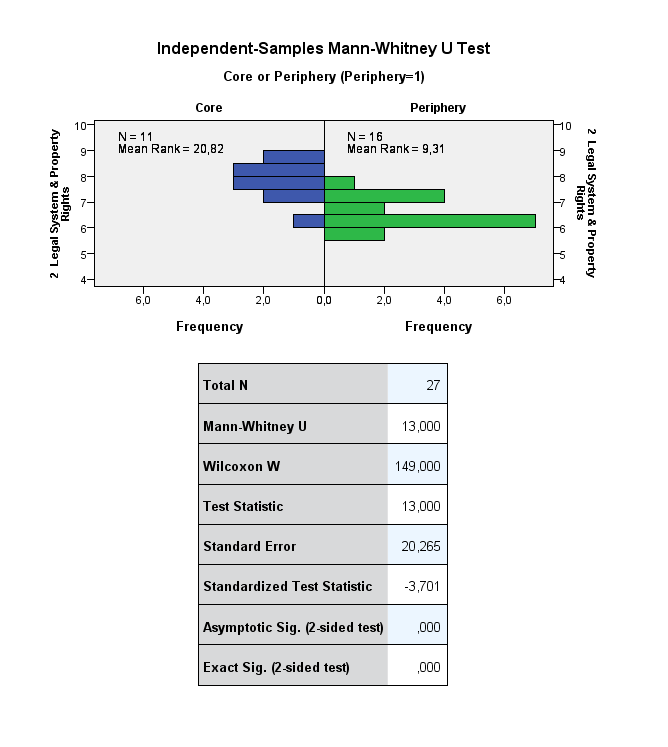 Independent-Samples Mann-Whitney U Test
Core or Periphery (Periphery=1)
Core
Periphery
2 Legal System & Property
Rights
10
9
8
7
6
5
4
N = 11
Mean Rank = 20,82
N = 16
Mean Rank = 9,31
10
9
8
7
6
5
4
2 Legal System & Property
Rights
6,0 4,0 2,0 0,0 0,0 2,0 4,0 6,0
Frequency
Frequency
Total N 27
Mann-Whitney U 13,000
Wilcoxon W 149,000
Test Statistic 13,000
Standard Error 20,265
Standardized Test Statistic -3,701
Asymptotic Sig. (2-sided test) ,000
Exact Sig. (2-sided test) ,000